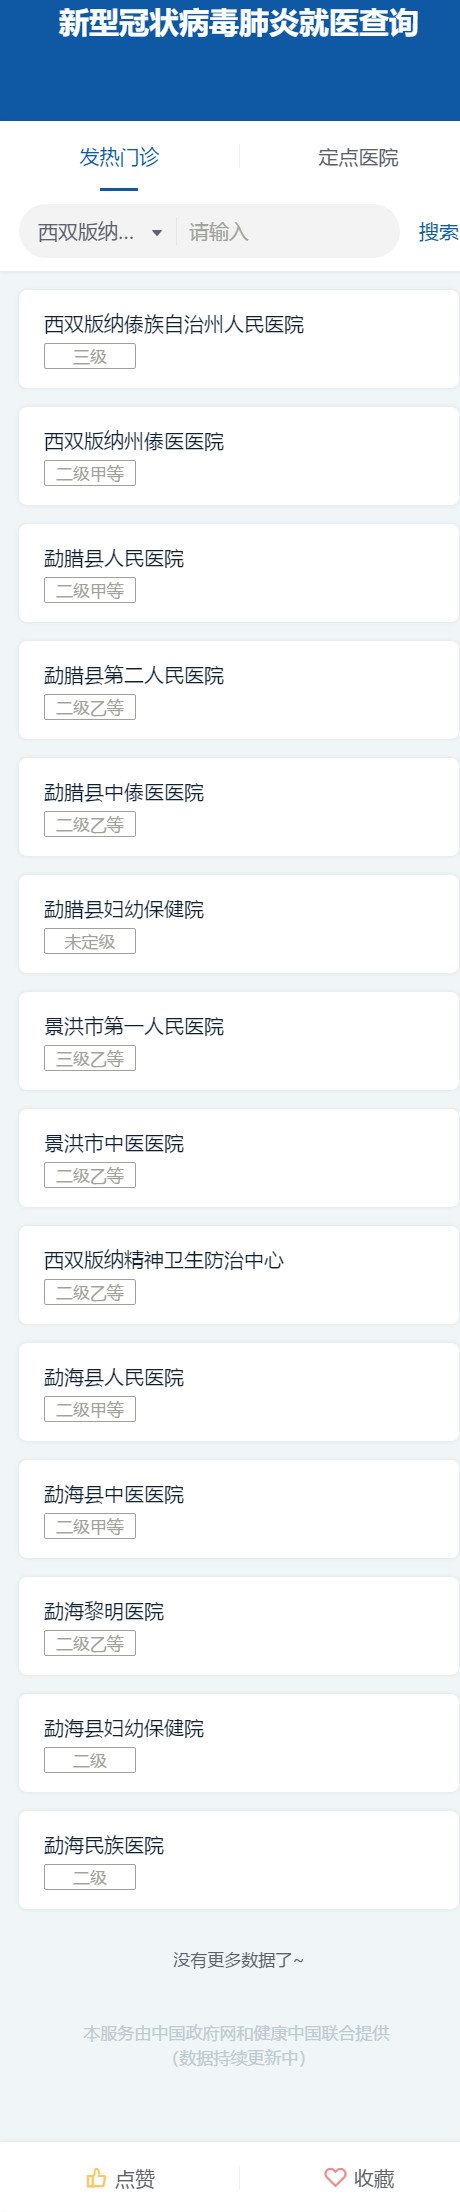 新型冠状病毒肺炎就医查询
发热门诊
定点医院
西双版纳... 请输入 搜索
西双版纳傣族自治州人民医院
三级
西双版纳州傣医医院
二级甲等
勐腊县人民医院
二级甲等
勐腊县第二人民医院
二级乙等
勐腊县中傣医医院
二级乙等
勐腊县妇幼保健院
未定级
景洪市第一人民医院
三级乙等
景洪市中医医院
二级乙等
西双版纳精神卫生防治中心
二级乙等
勐海县人民医院
二级甲等
勐海县中医医院
二级甲等
勐海黎明医院
二级乙等
勐海县妇幼保健院
二级
勐海民族医院
二级
没有更多数据了~
本服务由中国政府网和健康中国联合提供
（数据持续更新中）
点赞
收藏